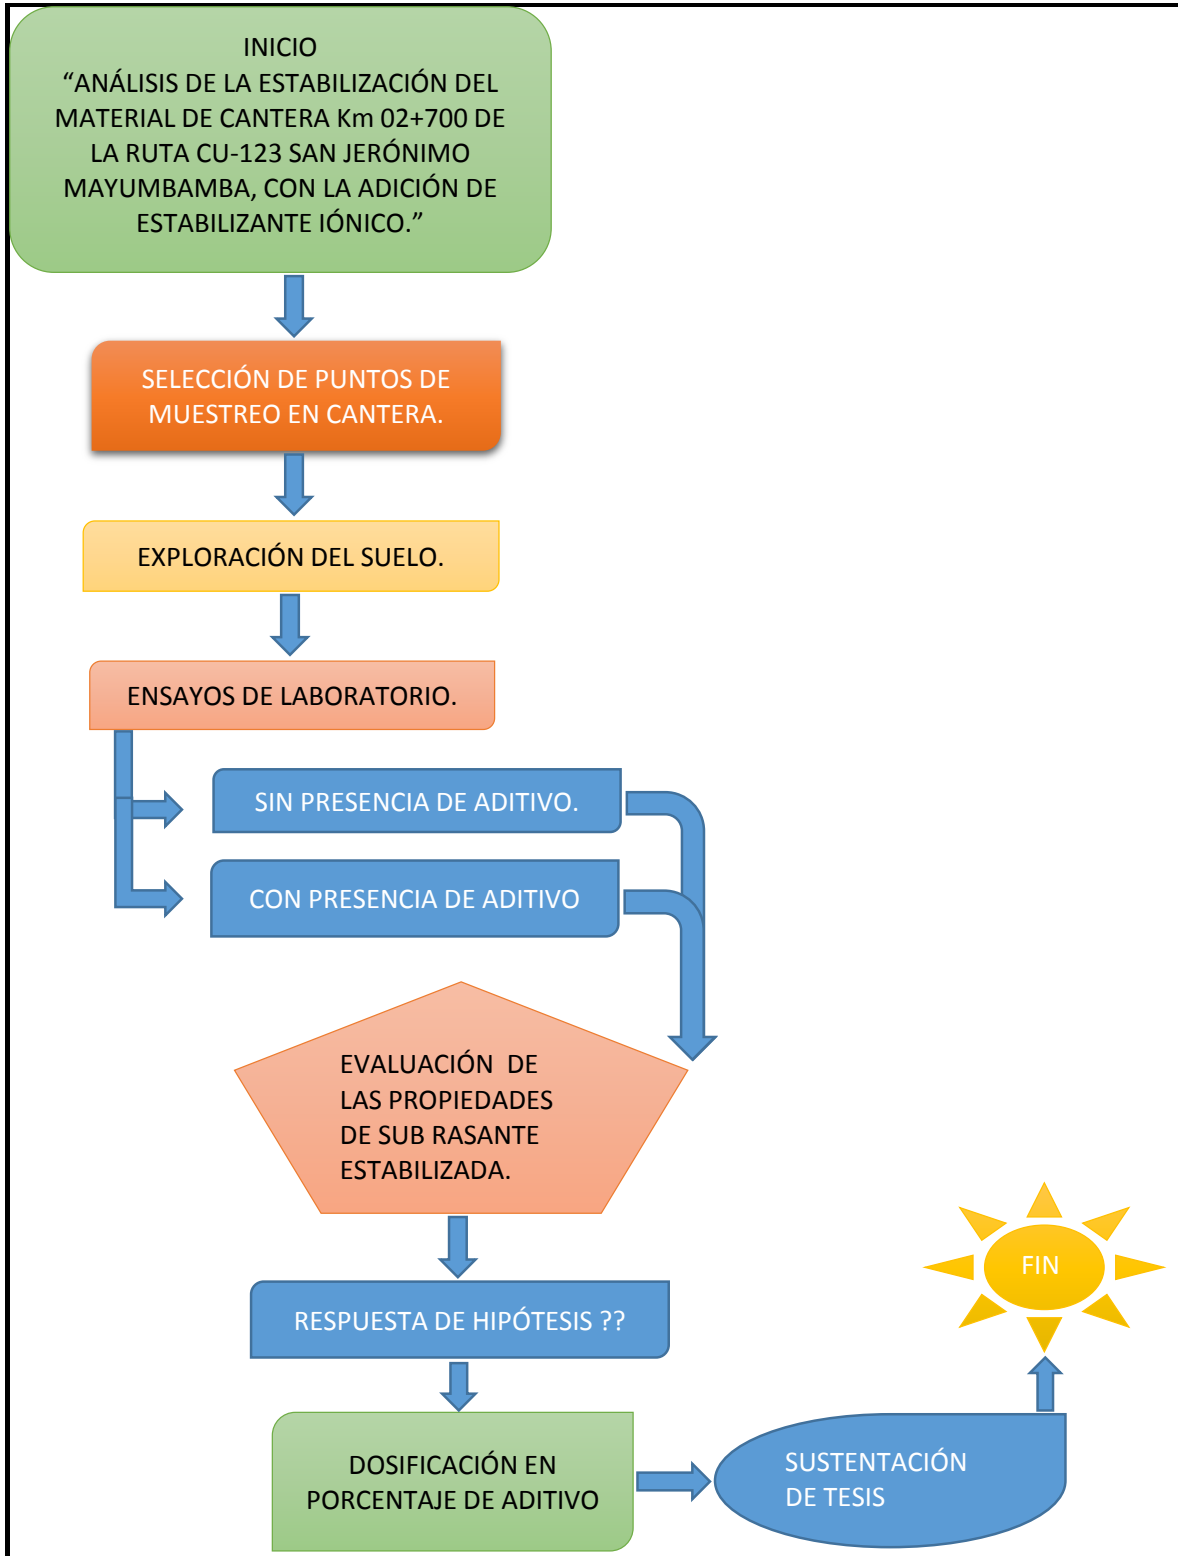 INICIO
“ANÁLISIS DE LA ESTABILIZACIÓN DEL
MATERIAL DE CANTERA Km 02+700 DE
LA RUTA CU-123 SAN JERÓNIMO
MAYUMBAMBA, CON LA ADICIÓN DE
ESTABILIZANTE IÓNICO.”
SELECCIÓN DE PUNTOS DE
MUESTREO EN CANTERA.
EXPLORACIÓN DEL SUELO.
ENSAYOS DE LABORATORIO.
SIN PRESENCIA DE ADITIVO.
CON PRESENCIA DE ADITIVO
EVALUACIÓN DE
LAS PROPIEDADES
DE SUB RASANTE
ESTABILIZADA.
RESPUESTA DE HIPÓTESIS ??
DOSIFICACIÓN EN
PORCENTAJE DE ADITIVO
SUSTENTACIÓN
DE TESIS
FIN